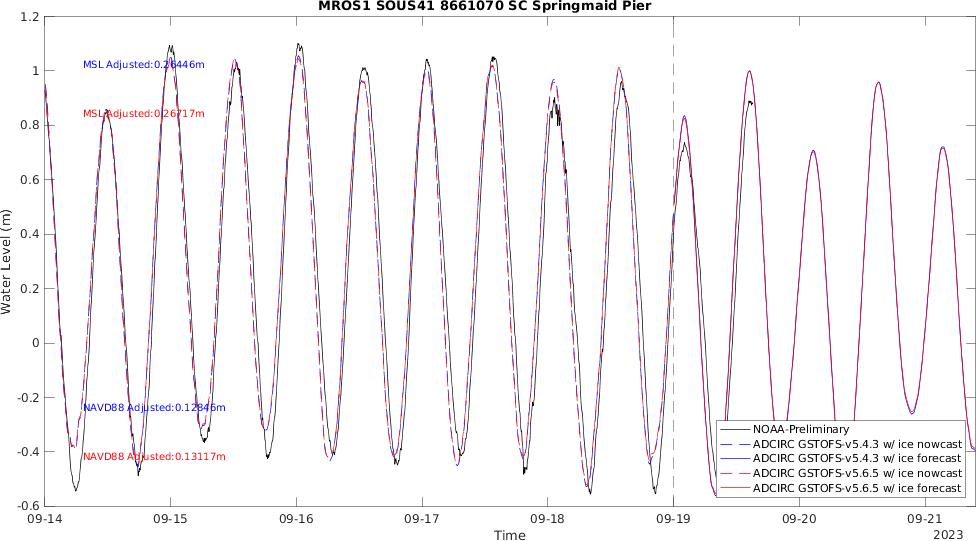 MROS1 SOUS41 8661070 SC Springmaid Pier
1.2
1
0.8
0.6
0.4
0.2
0
-0.2
-0.4
-0.6
Water Level (m)
MSL Adjusted:0.26446m
MSL Adjusted:0.26717m
NAVD88 Adjusted:0.12846m
NAVD88 Adjusted:0.13117m
NOAA-Preliminary
ADCIRC GSTOFS-v5.4.3 w/ ice nowcast
ADCIRC GSTOFS-v5.4.3 w/ ice forecast
ADCIRC GSTOFS-v5.6.5 w/ ice nowcast
ADCIRC GSTOFS-v5.6.5 w/ ice forecast
09-14 09-15 09-16 09-17 09-18 09-19 09-20 09-21
Time
2023